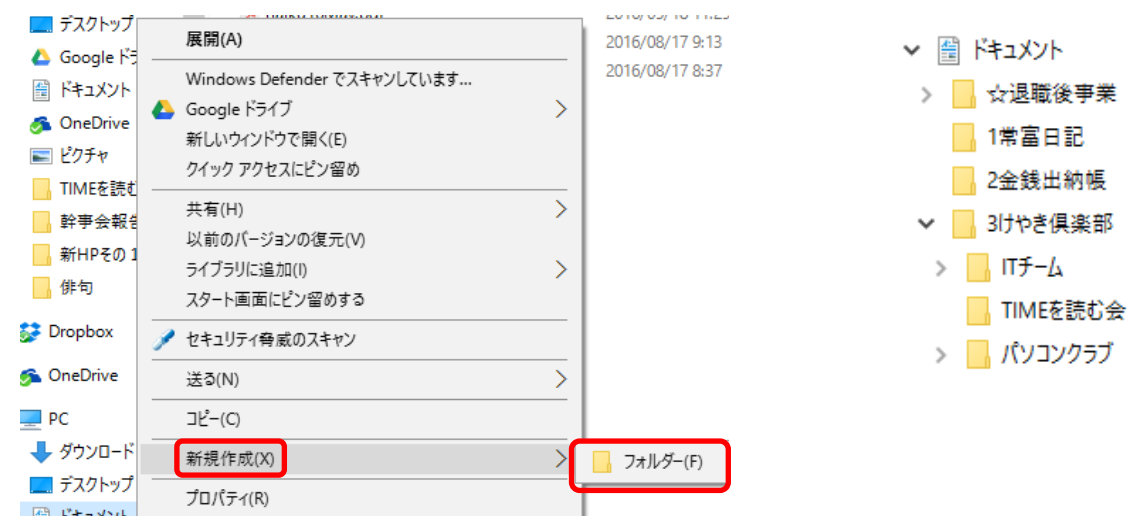 デスクトップ
Google ドラ
ドキュメント
OneDrive
ピクチャ
TIMEを読む
幹事会報告
新HPその1
俳句
Dropbox
OneDrive
PC
ダウンロード
デスクトップ
ドキュメント
展開(A)
Windows Defender でスキャンしています...
Google ドライブ
新しいウィンドウで開く(E)
クイック アクセスにピン留め
共有(H)
以前のバージョンの復元(V)
ライブラリに追加(I)
スタート画面にピン留めする
セキュリティ脅威のスキャン
送る(N)
コピー(C)
新規作成(X)
プロパティ(R)
フォルダー(F)
2016/08/17 9:13
2016/08/17 8:37
ドキュメント
☆退職後事業
1常富日記
2金銭出納帳
3けやき倶楽部
ITチーム
TIMEを読む会
パソコンクラブ